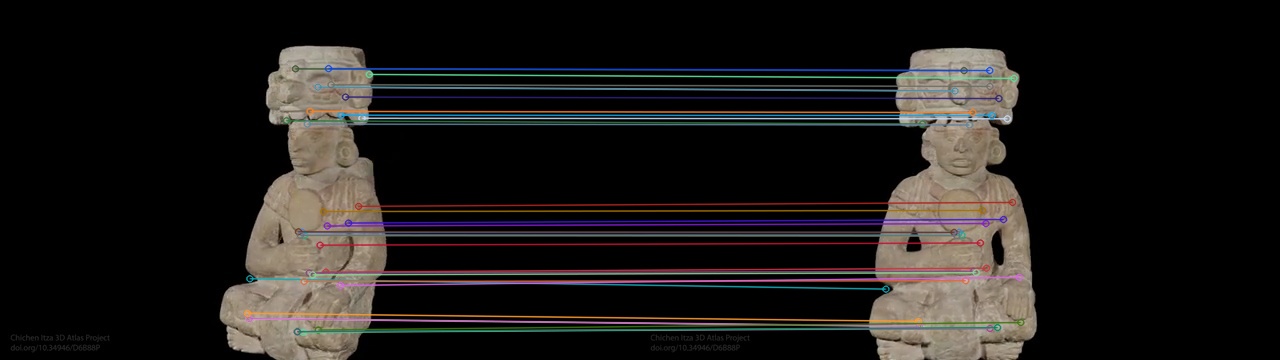 Chichen Itza 3D Atlas Project
doi.org/10.34946/D6B88P
Chichen Itza 3D Atlas Project
doi.org/10.34946/D6B88P